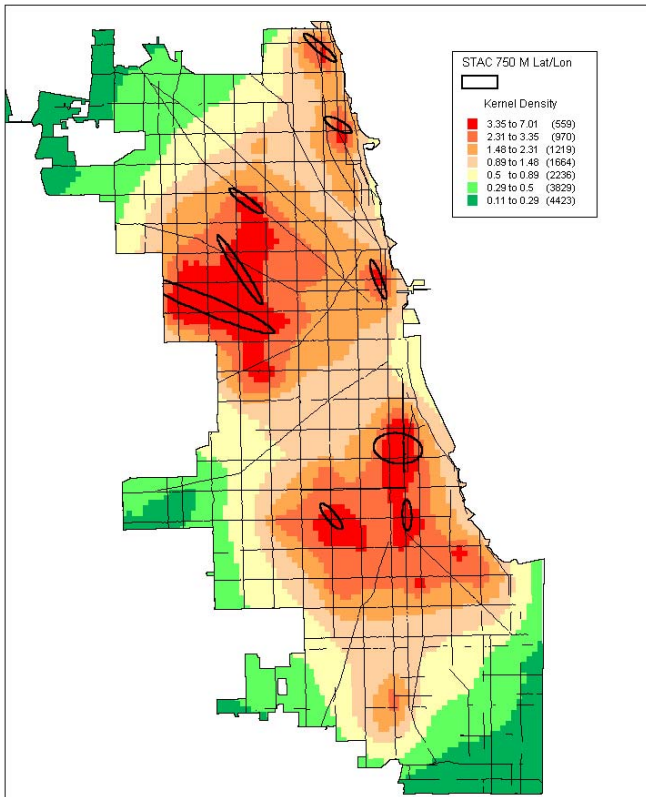 STAC 750 M Lat/Lon
Kernel Density
3.35 to 7.01 (559)
2.31 to 3.35 (970)
1.48 to 2.31 (1219)
0.89 to 1.48 (1664)
0.5 to 0.89 (2236)
0.29 to 0.5 (3829)
0.11 to 0.29 (4423)